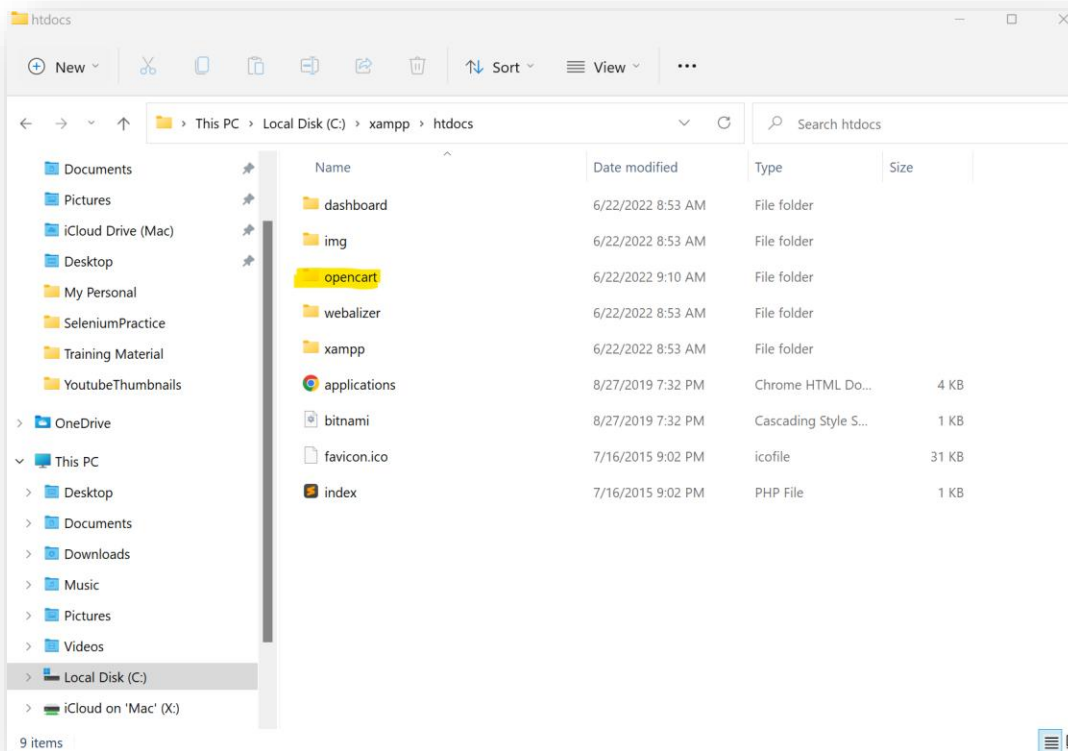 htdocs
New
Sort
View
This PC > Local Disk (C:) > xampp > htdocs
Search htdocs
Documents
Pictures
iCloud Drive (Mac)
Desktop
My Personal
SeleniumPractice
Training Material
YoutubeThumbnails
OneDrive
This PC
Desktop
Documents
Downloads
Music
Pictures
Videos
Local Disk (C:)
iCloud on 'Mac' (X:)
Name Date modified Type Size
dashboard 6/22/2022 8:53 AM File folder
img 6/22/2022 8:53 AM File folder
opencart 6/22/2022 9:10 AM File folder
webalizer 6/22/2022 8:53 AM File folder
xampp 6/22/2022 8:53 AM File folder
applications 8/27/2019 7:32 PM Chrome HTML Do... 4 KB
bitnami 8/27/2019 7:32 PM Cascading Style S... 1 KB
favicon.ico 7/16/2015 9:02 PM icofile 31 KB
index 7/16/2015 9:02 PM PHP File 1 KB
9 items